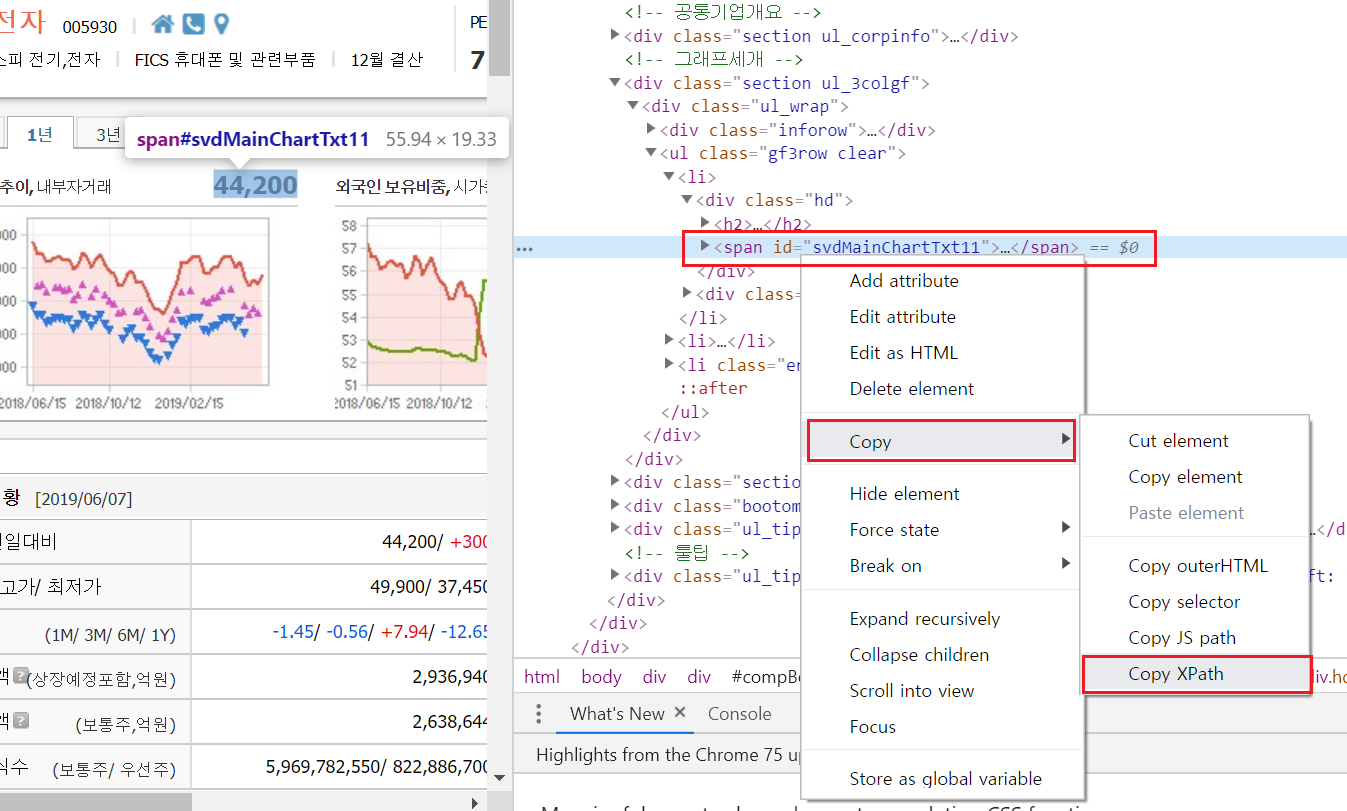 전자 005930
PE
스피 전기,전자 FICS 휴대폰 및 관련부품 12월 결산
7
1년 3년
span#svdMainChartTxt11 55.94 × 19.33
추이, 내부자거래 44,200
외국인 보유비중, 시가
58
57
56
55
54
53
52
51
2018/06/15 2018/10/12 2019/02/15
2018/06/15 2018/10/12
황 [2019/06/07]
전일대비 44,200/ +300
고가/ 최저가 49,900/ 37,450
(1M/ 3M/ 6M/ 1Y) -1.45/ -0.56/ +7.94/ -12.65
액 ? (상장예정포함,억원) 2,936,940
액 ? (보통주,억원) 2,638,644
식수 (보통주/ 우선주) 5,969,782,550/ 822,886,700
<!-- 공통기업개요 -->
<div class="section ul_corpinfo">…</div>
<!-- 그래프세개 -->
<div class="section ul_3colgf">
<div class="ul_wrap">
<div class="inforow">…</div>
<ul class="gf3row clear">
<li>
<div class="hd">
<h2>…</h2>
… <span id="svdMainChartTxt11">…</span> == $0
</div>
<div clas
</li>
<li>…</li>
<li class="en
::after
</ul>
</div>
</div>
<div class="sectio
<div class="bootom
<div class="ul_tip …</d
<!-- 툴팁 -->
<div class="ul_tip ft:
</div>
</div>
</div>
html body div div #compBo div.hd
What's New × Console
Highlights from the Chrome 75 up
Add attribute
Edit attribute
Edit as HTML
Delete element
Copy
Hide element
Force state
Break on
Expand recursively
Collapse children
Scroll into view
Focus
Store as global variable
Cut element
Copy element
Paste element
Copy outerHTML
Copy selector
Copy JS path
Copy XPath